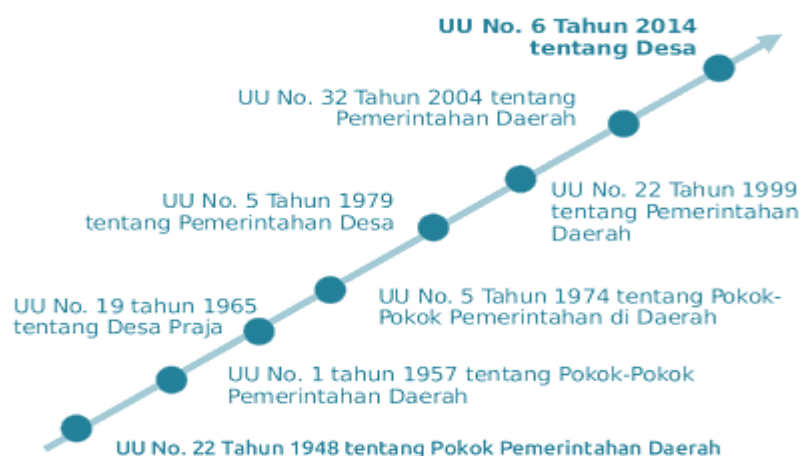 UU No. 6 Tahun 2014
tentang Desa
UU No. 32 Tahun 2004 tentang
Pemerintahan Daerah
UU No. 22 Tahun 1999
tentang Pemerintahan
Daerah
UU No. 5 Tahun 1979
tentang Pemerintahan Desa
UU No. 5 Tahun 1974 tentang Pokok-
Pokok Pemerintahan di Daerah
UU No. 19 tahun 1965
tentang Desa Praja
UU No. 1 tahun 1957 tentang Pokok-Pokok
Pemerintahan Daerah
UU No. 22 Tahun 1948 tentang Pokok Pemerintahan Daerah